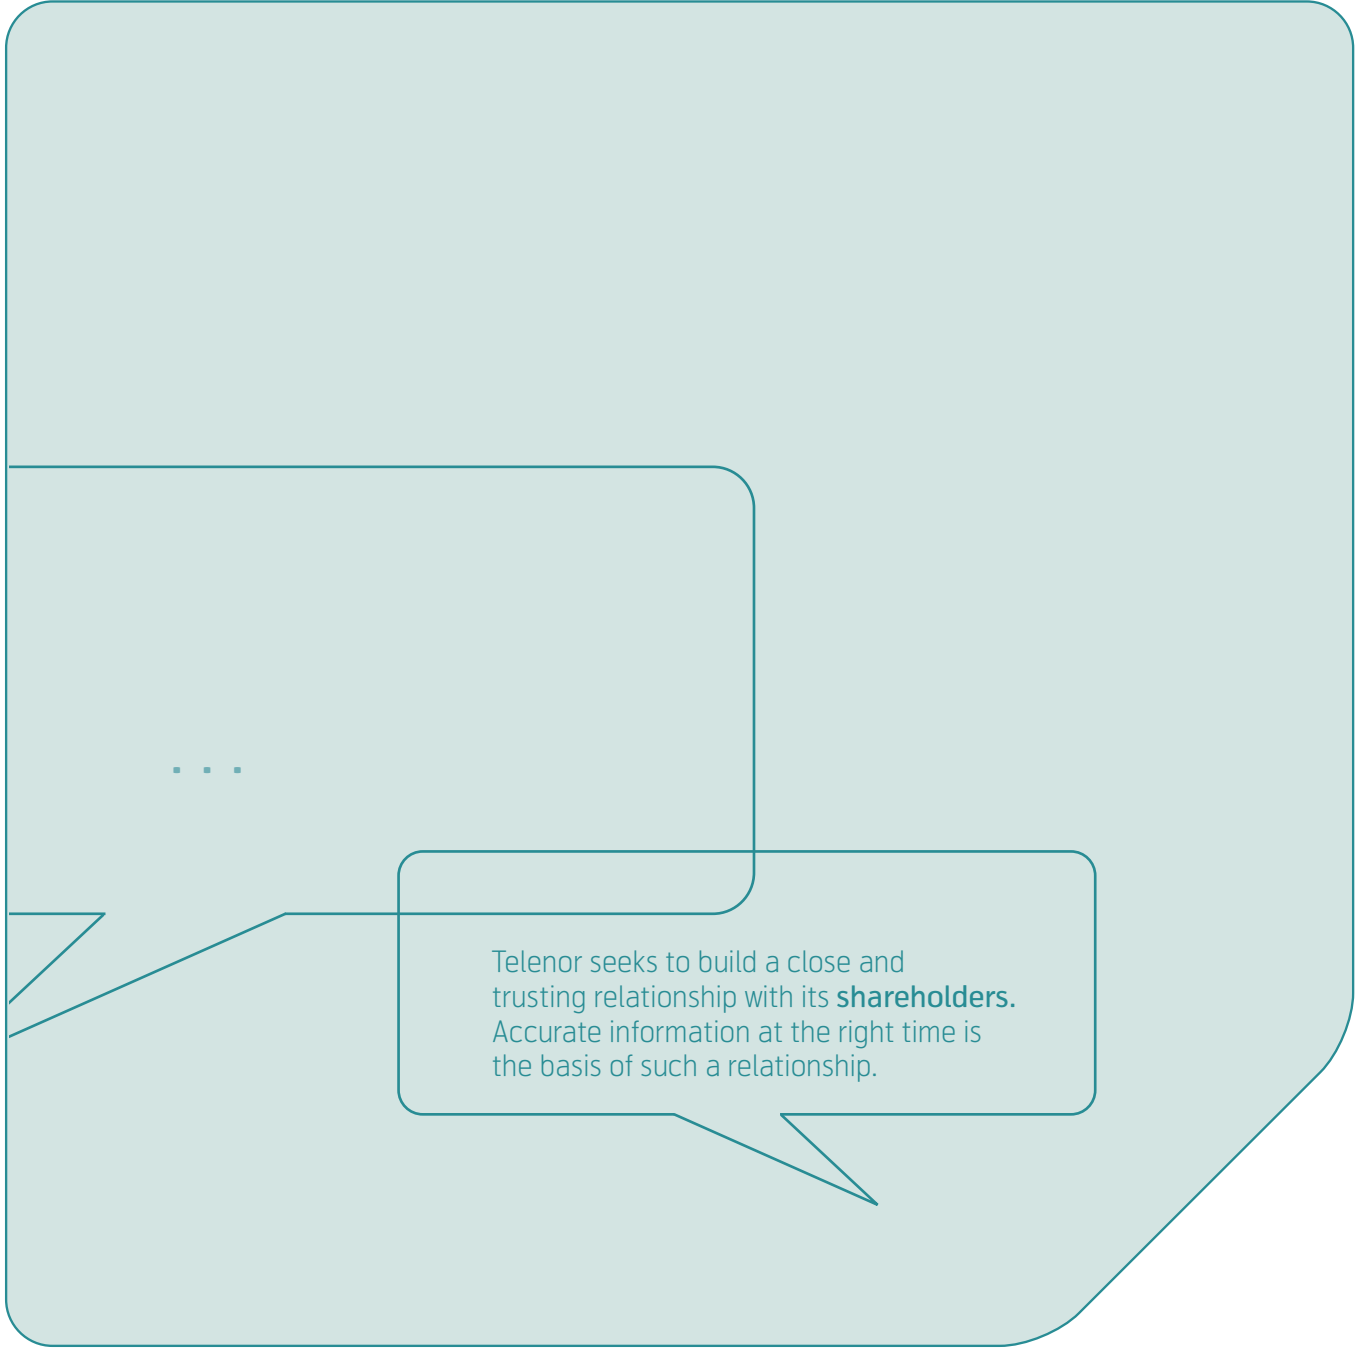 . . .
Telenor seeks to build a close and
trusting relationship with its shareholders.
Accurate information at the right time is
the basis of such a relationship.